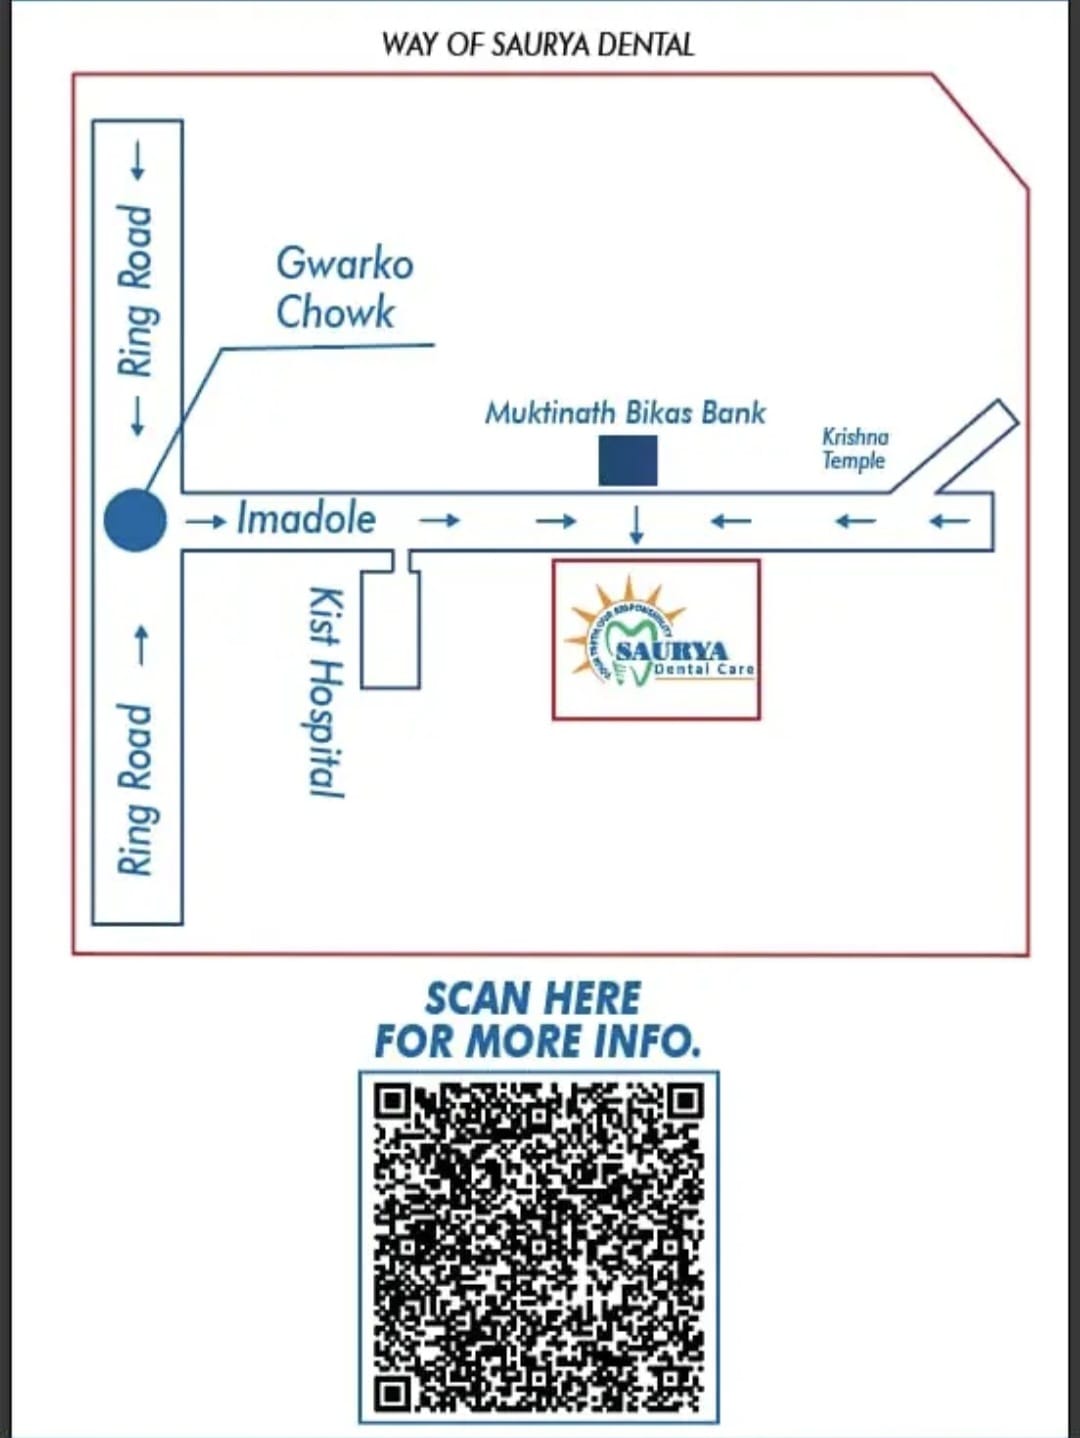 WAY OF SAURYA DENTAL
Ring Road
Gwarko
Chowk
Muktinath Bikas Bank
Krishna
Temple
Imadole
Kist Hospital
YOUR TEETH OUR RESPONSIBILITY
SAURYA
Dental Care
Ring Road
SCAN HERE
FOR MORE INFO.